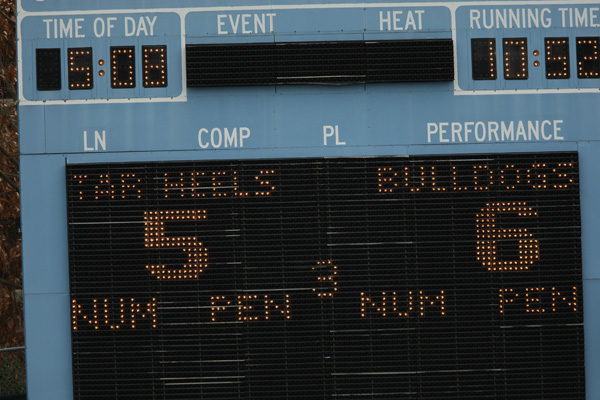 TIME OF DAY EVENT HEAT RUNNING TIME
5:08 10:52
LN COMP PL PERFORMANCE
TAR HEELS BULLDOGS
5 6
3
NUM PEN NUM PEN